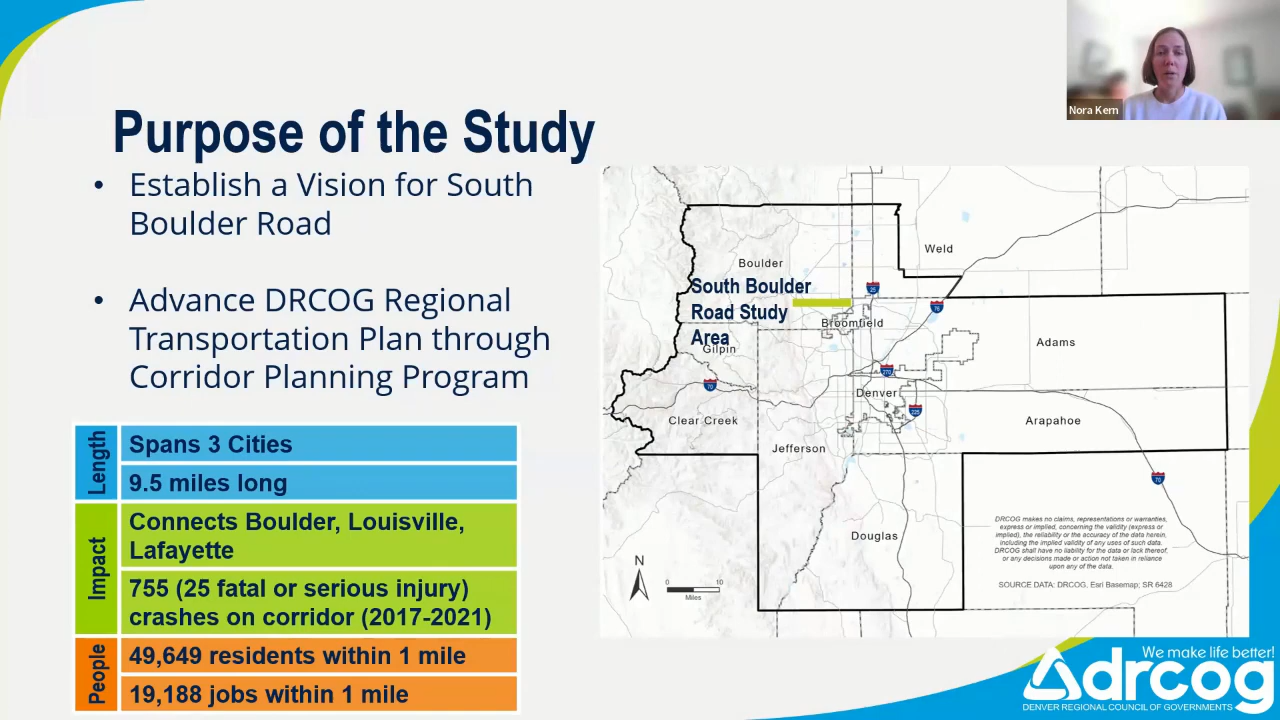 Nora Kern
Purpose of the Study
• Establish a Vision for South
Boulder Road
• Advance DRCOG Regional
Transportation Plan through
Corridor Planning Program
Length
Spans 3 Cities
9.5 miles long
Impact
Connects Boulder, Louisville,
Lafayette
755 (25 fatal or serious injury)
crashes on corridor (2017-2021)
People
49,649 residents within 1 mile
19,188 jobs within 1 mile
Weld
Boulder
South Boulder
Road Study
Area
25
76
Broomfield
Gilpin
Adams
270
70
Denver
225
Clear Creek
Arapahoe
Jefferson
70
Douglas
DRCOG makes no claims, representations or warranties,
express or implied, concerning the validity (express or
implied), the reliability or the accuracy of the data herein,
including the implied validity of any uses of such data.
DRCOG shall have no liability for the data or lack thereof,
or any decisions made or action not taken in reliance
upon any of the data.
SOURCE DATA: DRCOG, Esri Basemap; SR 6428
N
0 10
Miles
We make life better!
drcog
DENVER REGIONAL COUNCIL OF GOVERNMENTS